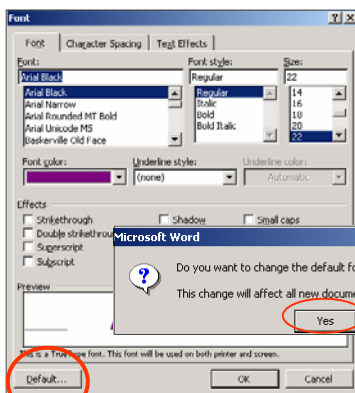 Font
Font Character Spacing Text Effects
Font: Font style: Size:
Arial Black Regular 22
Arial Black Regular 14
Arial Narrow Italic 16
Arial Rounded MT Bold Bold 18
Arial Unicode MS Bold Italic 20
Baskerville Old Face 22
Font color: Underline style: Underline color:
(none) Automatic
Effects
Strikethrough Shadow Small caps
Double strikethrou
Superscript
Subscript
Microsoft Word
Do you want to change the default fo
This change will affect all new docume
Yes
Preview
This is a TrueType font. This font will be used on both printer and screen.
Default... OK Cancel